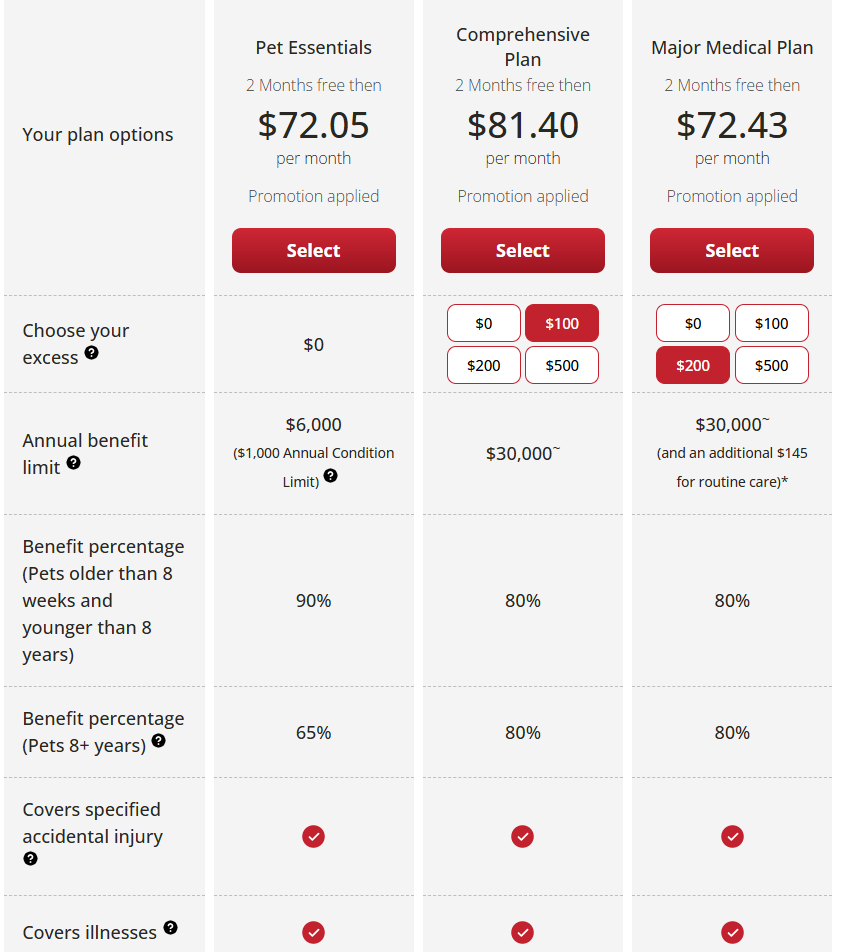 Your plan options
Pet Essentials
2 Months free then
$72.05
per month
Promotion applied
Select
Comprehensive
Plan
2 Months free then
$81.40
per month
Promotion applied
Select
Major Medical Plan
2 Months free then
$72.43
per month
Promotion applied
Select
Choose your
excess ?
$0
$0 $100
$200 $500
$0 $100
$200 $500
Annual benefit
limit ?
$6,000
($1,000 Annual Condition
Limit) ?
$30,000~
$30,000~
(and an additional $145
for routine care)*
Benefit percentage
(Pets older than 8
weeks and
younger than 8
years)
90%
80%
80%
Benefit percentage
(Pets 8+ years) ?
65%
80%
80%
Covers specified
accidental injury
?
Covers illnesses ?